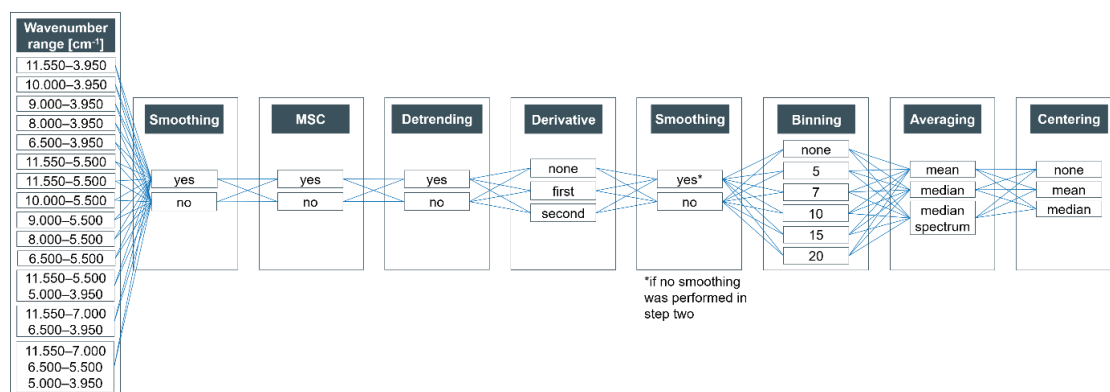 Wavenumber
range [cm-1]
11.550–3.950
10.000–3.950
9.000–3.950
8.000–3.950
6.500–3.950
11.550–5.500
11.550–5.500
10.000–5.500
9.000–5.500
8.000–5.500
6.500–5.500
11.550–5.500
5.000–3.950
11.550–7.000
6.500–3.950
11.550–7.000
6.500–5.500
5.000–3.950
Smoothing
yes
no
MSC
yes
no
Detrending
yes
no
Derivative
none
first
second
Smoothing
yes*
no
*if no smoothing
was performed in
step two
Binning
none
5
7
10
15
20
Averaging
mean
median
median
spectrum
Centering
none
mean
median